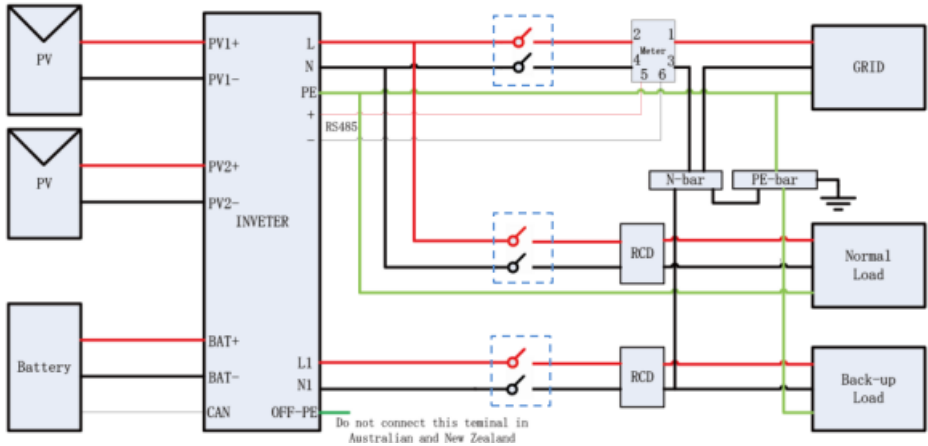 PV
PV1+
PV1-
L
N
PE
+
RS485
-
2 1
Meter
4 3
5 6
GRID
PV
PV2+
PV2-
INVETER
N-bar
PE-bar
RCD
Normal
Load
Battery
BAT+
BAT-
CAN
L1
N1
OFF-PE
RCD
Back-up
Load
Do not connect this teminal in
Australian and New Zealand